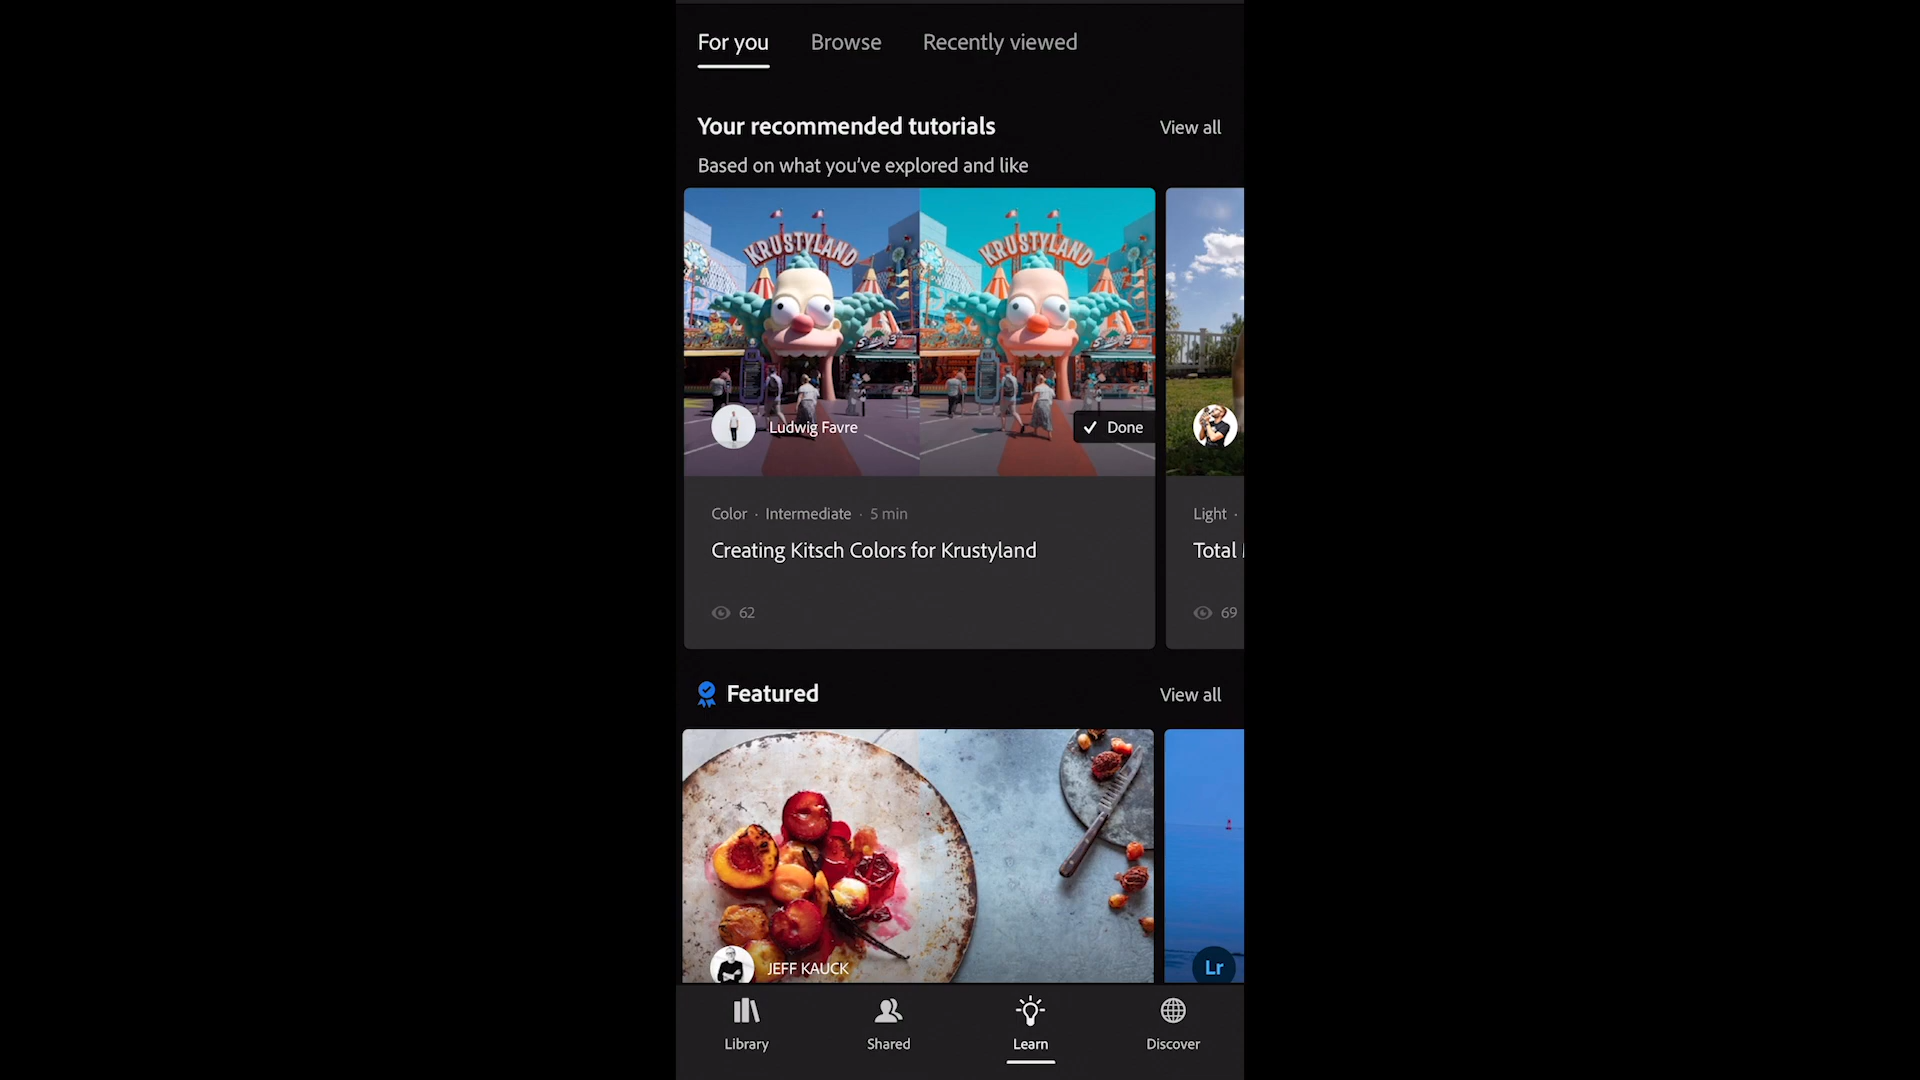 For you Browse Recently viewed
Your recommended tutorials View all
Based on what you've explored and like
KRUSTYLAND KRUSTYLAND
Ludwig Favre ✓ Done
Color · Intermediate · 5 min
Creating Kitsch Colors for Krustyland
62
Light ·
Total
69
Featured View all
JEFF KAUCK
Lr
Library Shared Learn Discover